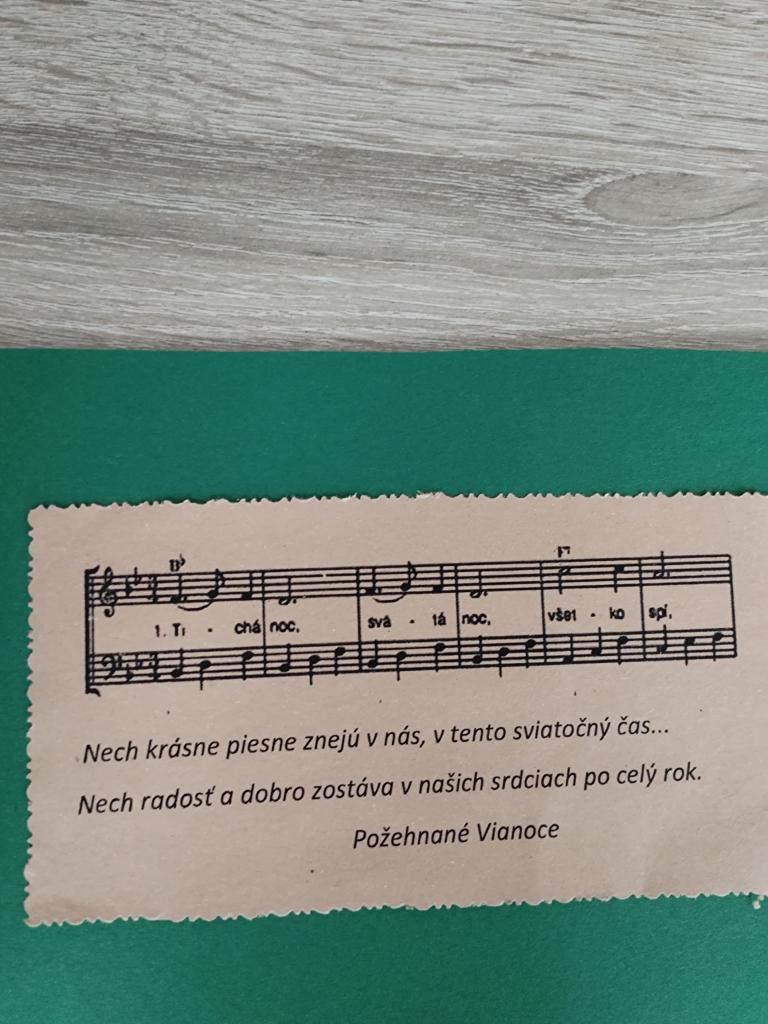 B♭ F7
1. Ti - chá noc, svä - tá noc, všet - ko spí,
Nech krásne piesne znejú v nás, v tento sviatočný čas...
Nech radosť a dobro zostáva v našich srdciach po celý rok.
Požehnané Vianoce